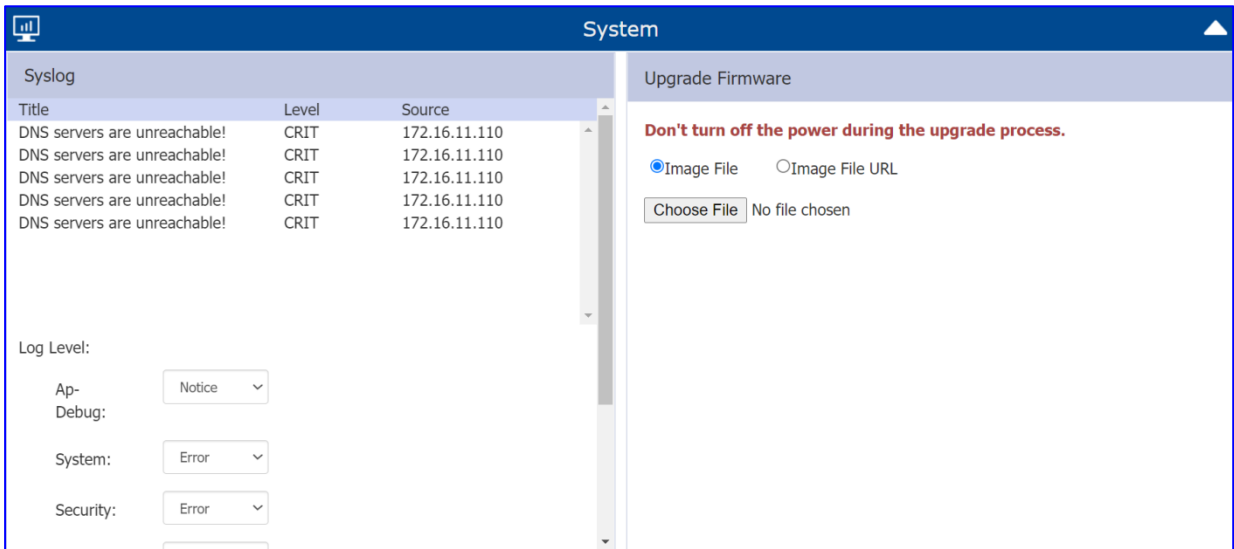 System
Syslog
Title Level Source
DNS servers are unreachable! CRIT 172.16.11.110
DNS servers are unreachable! CRIT 172.16.11.110
DNS servers are unreachable! CRIT 172.16.11.110
DNS servers are unreachable! CRIT 172.16.11.110
DNS servers are unreachable! CRIT 172.16.11.110
Log Level:
Ap-
Debug: Notice
System: Error
Security: Error
Upgrade Firmware
Don't turn off the power during the upgrade process.
Image File Image File URL
Choose File No file chosen